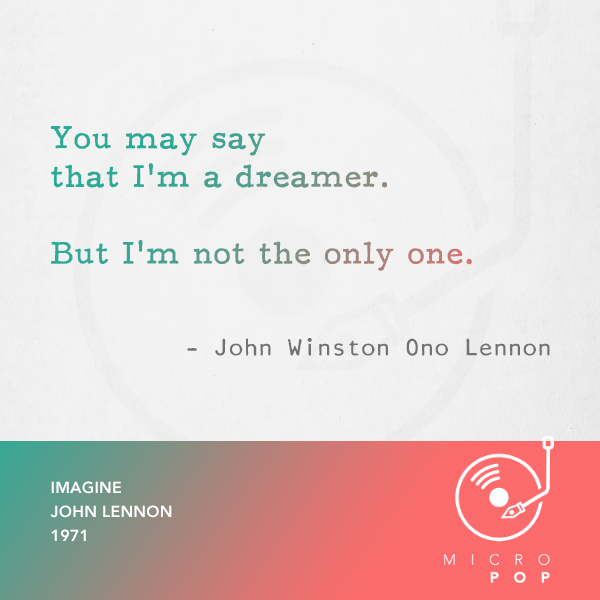 You may say
that I'm a dreamer.
But I'm not the only one.
– John Winston Ono Lennon
IMAGINE
JOHN LENNON
1971
MICRO
POP